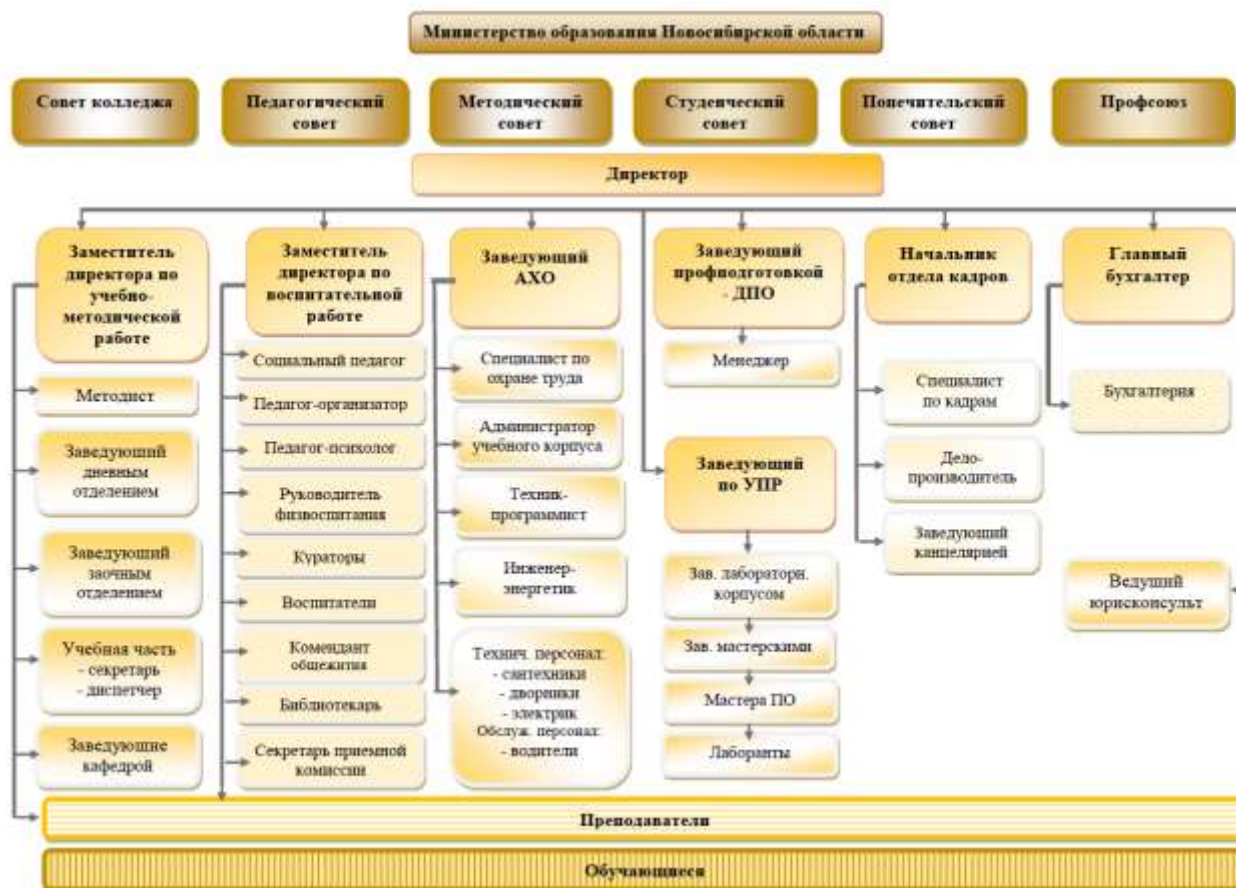 Министерство образования Новосибирской области
Совет колледжа
Педагогический
совет
Методический
совет
Студенческий
совет
Попечительский
совет
Профсоюз
Директор
Заместитель
директора по
учебно-
методической
работе
Методист
Заведующий
дневным
отделением
Заведующий
заочным
отделением
Учебная часть
- секретарь
- диспетчер
Заведующие
кафедрой
Заместитель
директора по
воспитательной
работе
Социальный педагог
Педагог-организатор
Педагог-психолог
Руководитель
физвоспитания
Кураторы
Воспитатели
Комендант
общежития
Библиотекарь
Секретарь приемной
комиссии
Заведующий
АХО
Специалист по
охране труда
Администратор
учебного корпуса
Техник-
программист
Инженер-
энергетик
Технич. персонал:
- сантехники
- дворники
- электрик
Обслуж. персонал:
- водители
Заведующий
профподготовкой
- ДПО
Менеджер
Заведующий
по УПР
Зав. лабораторн.
корпусом
Зав. мастерскими
Мастера ПО
Лаборанты
Начальник
отдела кадров
Специалист
по кадрам
Дело-
производитель
Заведующий
канцелярией
Главный
бухгалтер
Бухгалтерия
Ведущий
юрисконсульт
Преподаватели
Обучающиеся